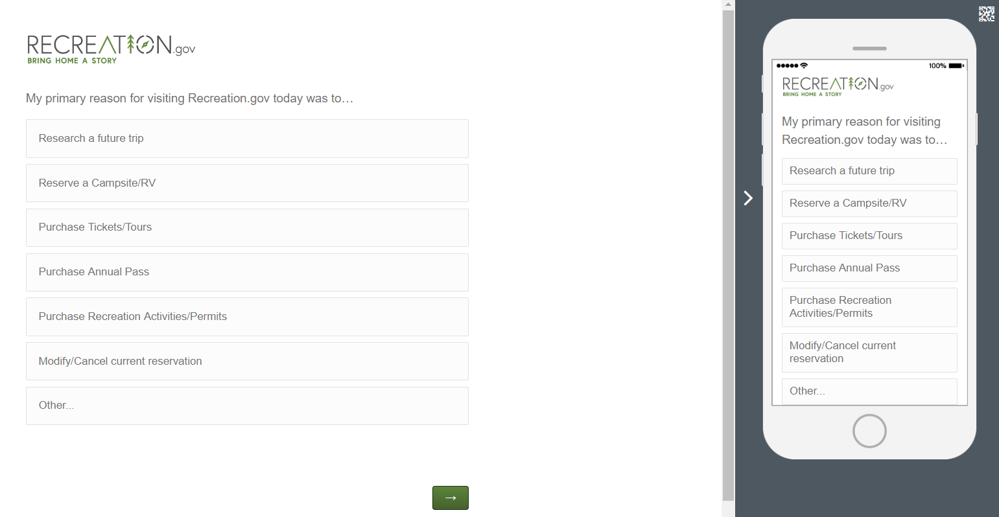 RECREATION.gov
BRING HOME A STORY
My primary reason for visiting Recreation.gov today was to…
Research a future trip
Reserve a Campsite/RV
Purchase Tickets/Tours
Purchase Annual Pass
Purchase Recreation Activities/Permits
Modify/Cancel current reservation
Other...
→
100%
RECREATION.gov
BRING HOME A STORY
My primary reason for visiting
Recreation.gov today was to…
Research a future trip
Reserve a Campsite/RV
Purchase Tickets/Tours
Purchase Annual Pass
Purchase Recreation
Activities/Permits
Modify/Cancel current
reservation
Other...